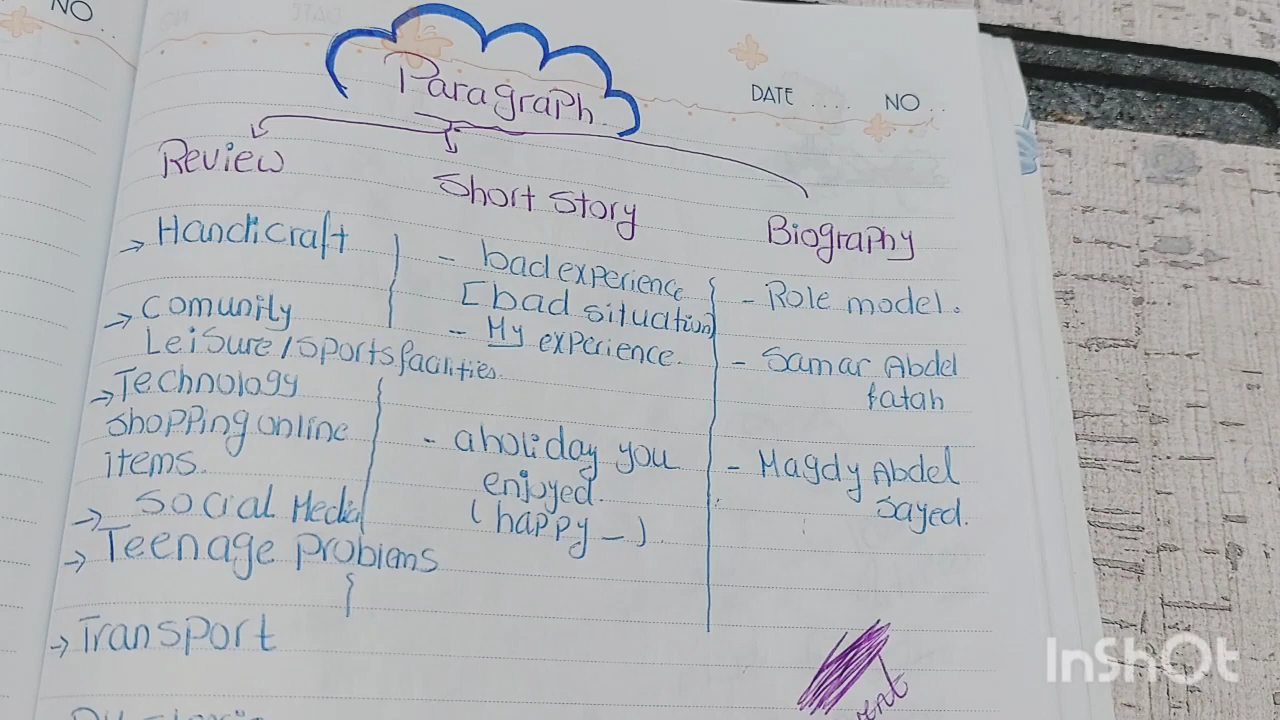 NO
DATE .... NO ..
Paragraph
Review
Short Story
Biography
→ Handicraft
→ Comunity
Leisure/Sports facilities.
→ Technology
shopping online
items.
→ Social Media
→ Teenage problems
→ Transport
- bad experience
[bad situation]
- My experience.
- a holiday you
enjoyed.
(happy _).
- Role model.
- Samar Abdel
fatah
- Magdy Abdel
Sayed.
InShOt